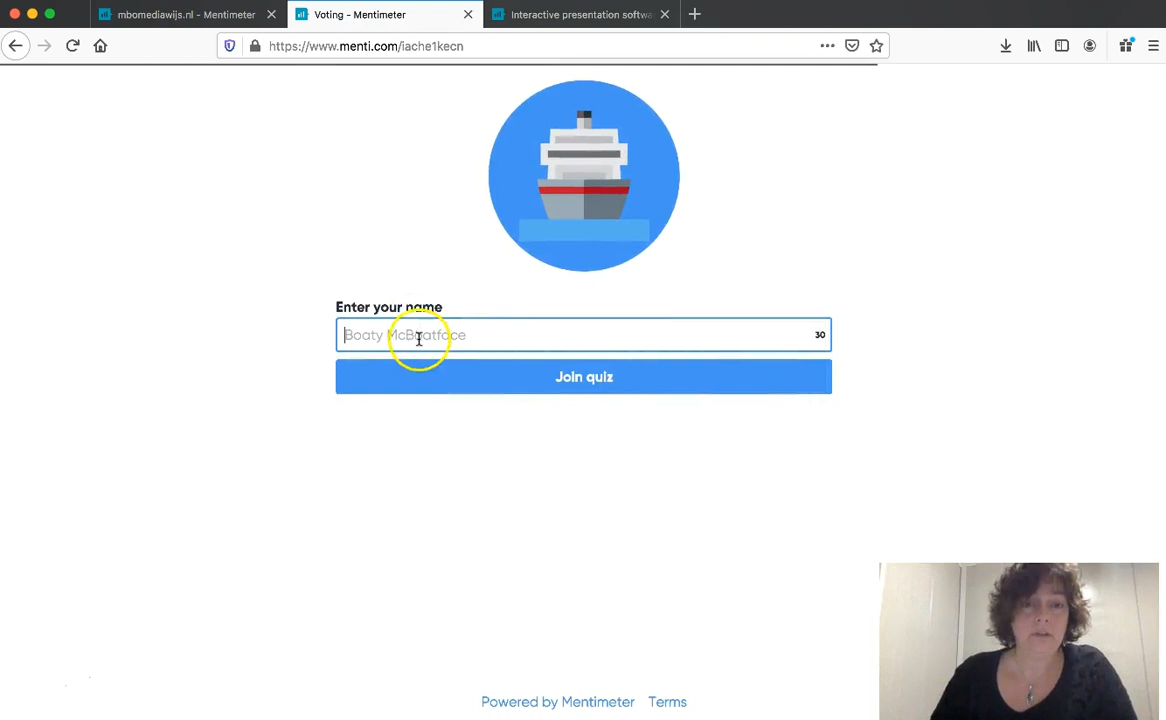 mbomediawijs.nl - Mentimeter
Voting - Mentimeter
Interactive presentation softwa
https://www.menti.com/iache1kecn
Enter your name
Boaty McBoatface
30
Join quiz
Powered by Mentimeter Terms